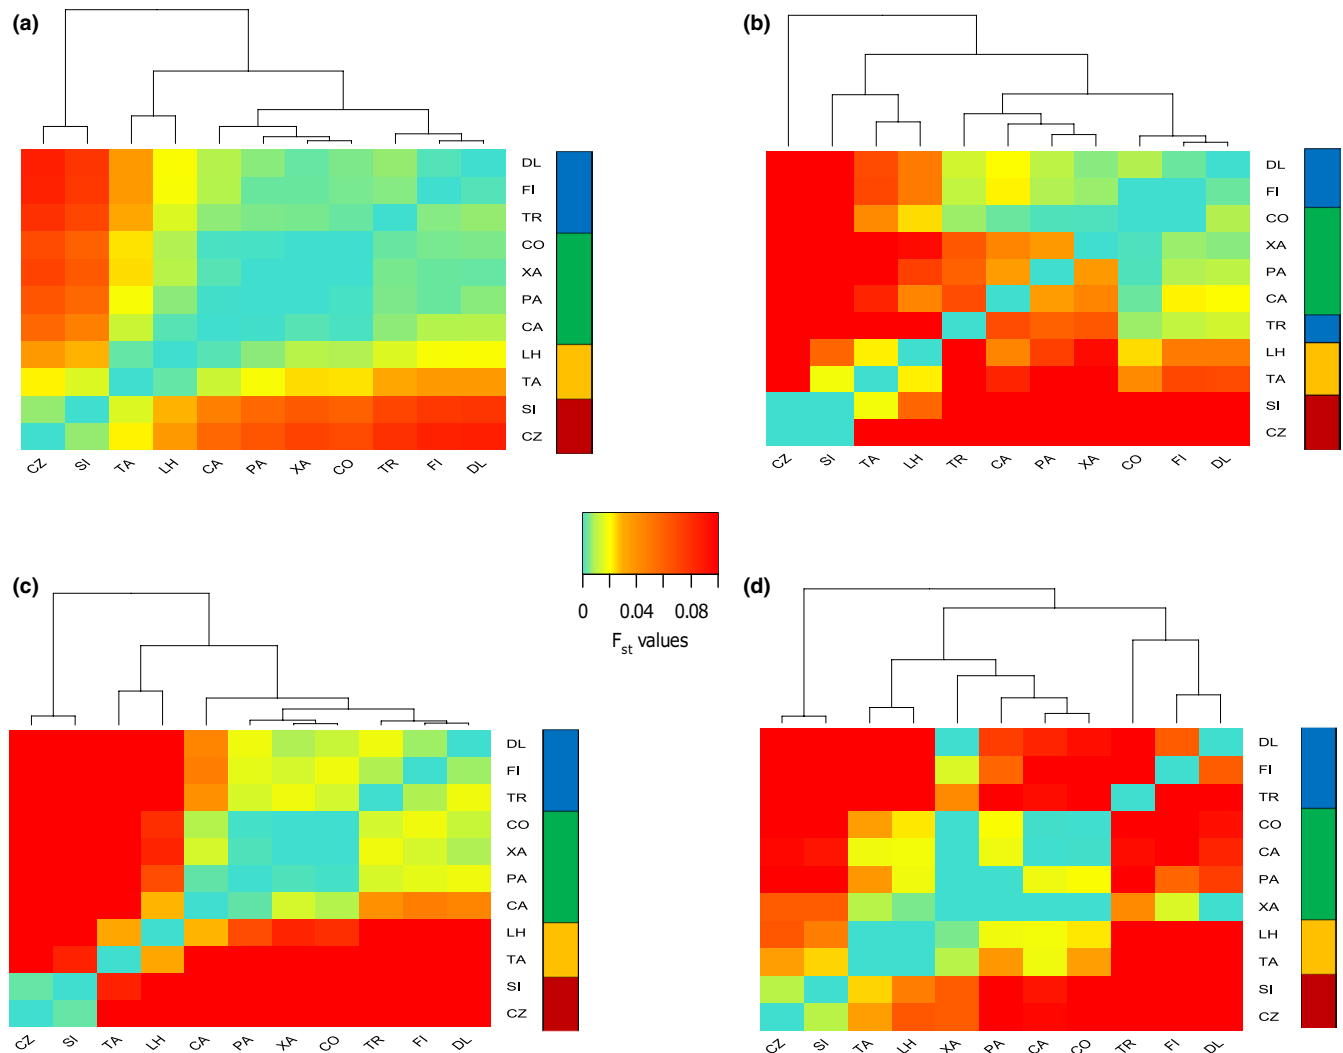 (a)
DL
FI
TR
CO
XA
PA
CA
LH
TA
SI
CZ
CZ SI TA LH CA PA XA CO TR FI DL
(b)
DL
FI
CO
XA
PA
CA
TR
LH
TA
SI
CZ
CZ SI TA LH TR CA PA XA CO FI DL
0 0.04 0.08
Fst values
(c)
DL
FI
TR
CO
XA
PA
CA
LH
TA
SI
CZ
CZ SI TA LH CA PA XA CO TR FI DL
(d)
DL
FI
TR
CO
CA
PA
XA
LH
TA
SI
CZ
CZ SI TA LH XA PA CA CO TR FI DL